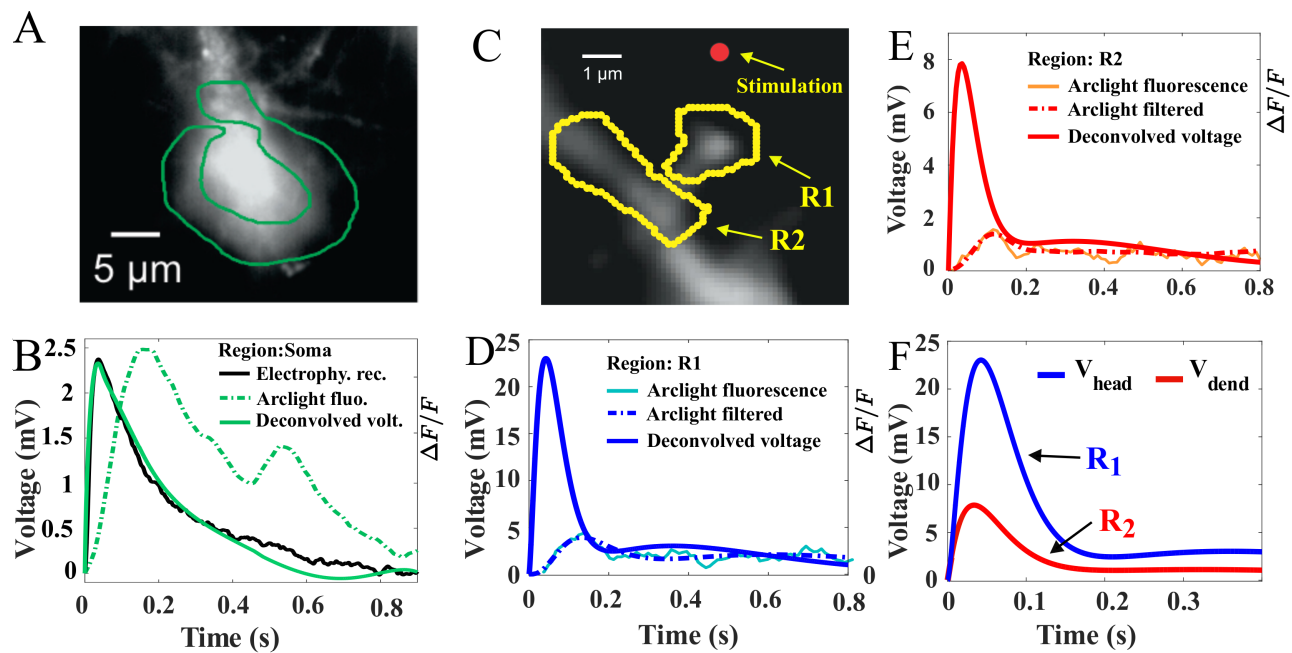 A
5 μm
B
Region:Soma
Electrophy. rec.
Arclight fluo.
Deconvolved volt.
Voltage (mV)
2.5
2
1.5
1
0.5
0
ΔF/F
0 0.2 0.4 0.6 0.8
Time (s)
C
1 μm
Stimulation
R1
R2
D
Region: R1
Arclight fluorescence
Arclight filtered
Deconvolved voltage
Voltage (mV)
25
20
15
10
5
0
ΔF/F
0
0 0.2 0.4 0.6 0.8
Time (s)
E
Region: R2
Arclight fluorescence
Arclight filtered
Deconvolved voltage
Voltage (mV)
8
6
4
2
0
ΔF/F
0 0.2 0.4 0.6 0.8
F
V_head V_dend
R_1
R_2
Voltage (mV)
25
20
15
10
5
0
0 0.1 0.2 0.3
Time (s)